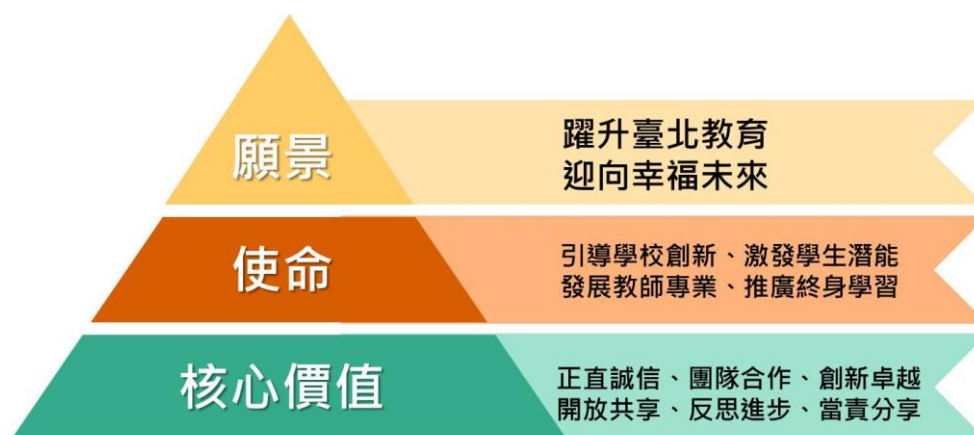 願景
躍升臺北教育
迎向幸福未來
使命
引導學校創新、激發學生潛能
發展教師專業、推廣終身學習
核心價值
正直誠信、團隊合作、創新卓越
開放共享、反思進步、當責分享